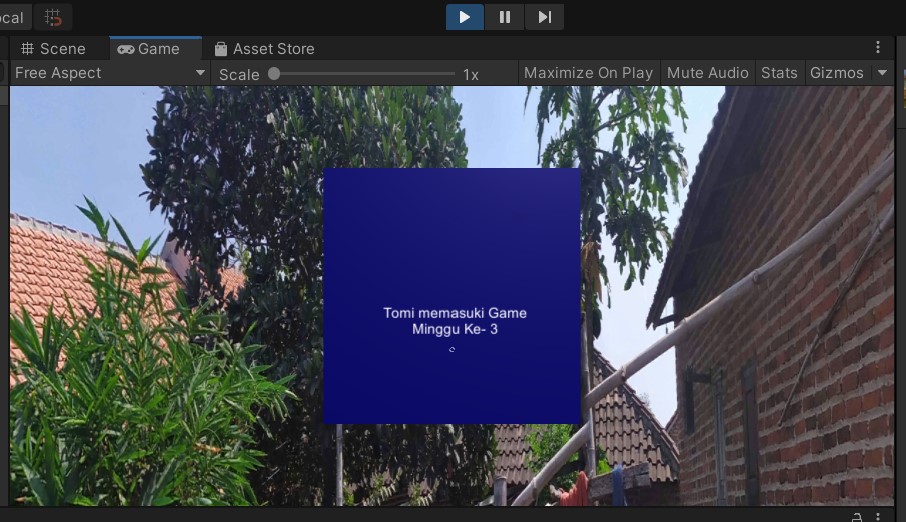 ocal
Scene
Game
Asset Store
Free Aspect
Scale
1x
Maximize On Play
Mute Audio
Stats
Gizmos
Tomi memasuki Game
Minggu Ke- 3